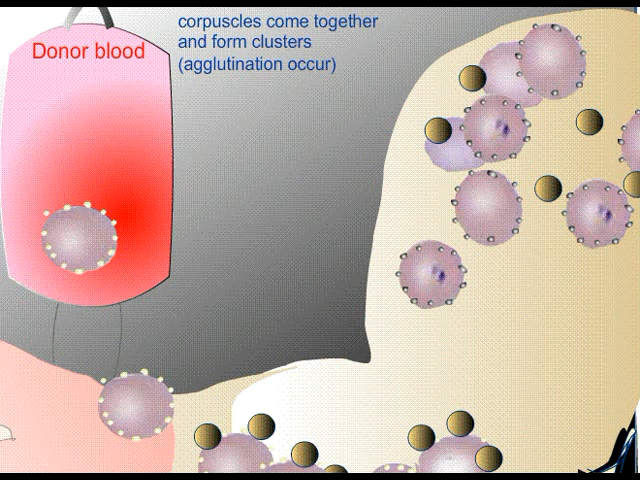 corpuscles come together
and form clusters
(agglutination occur)
Donor blood